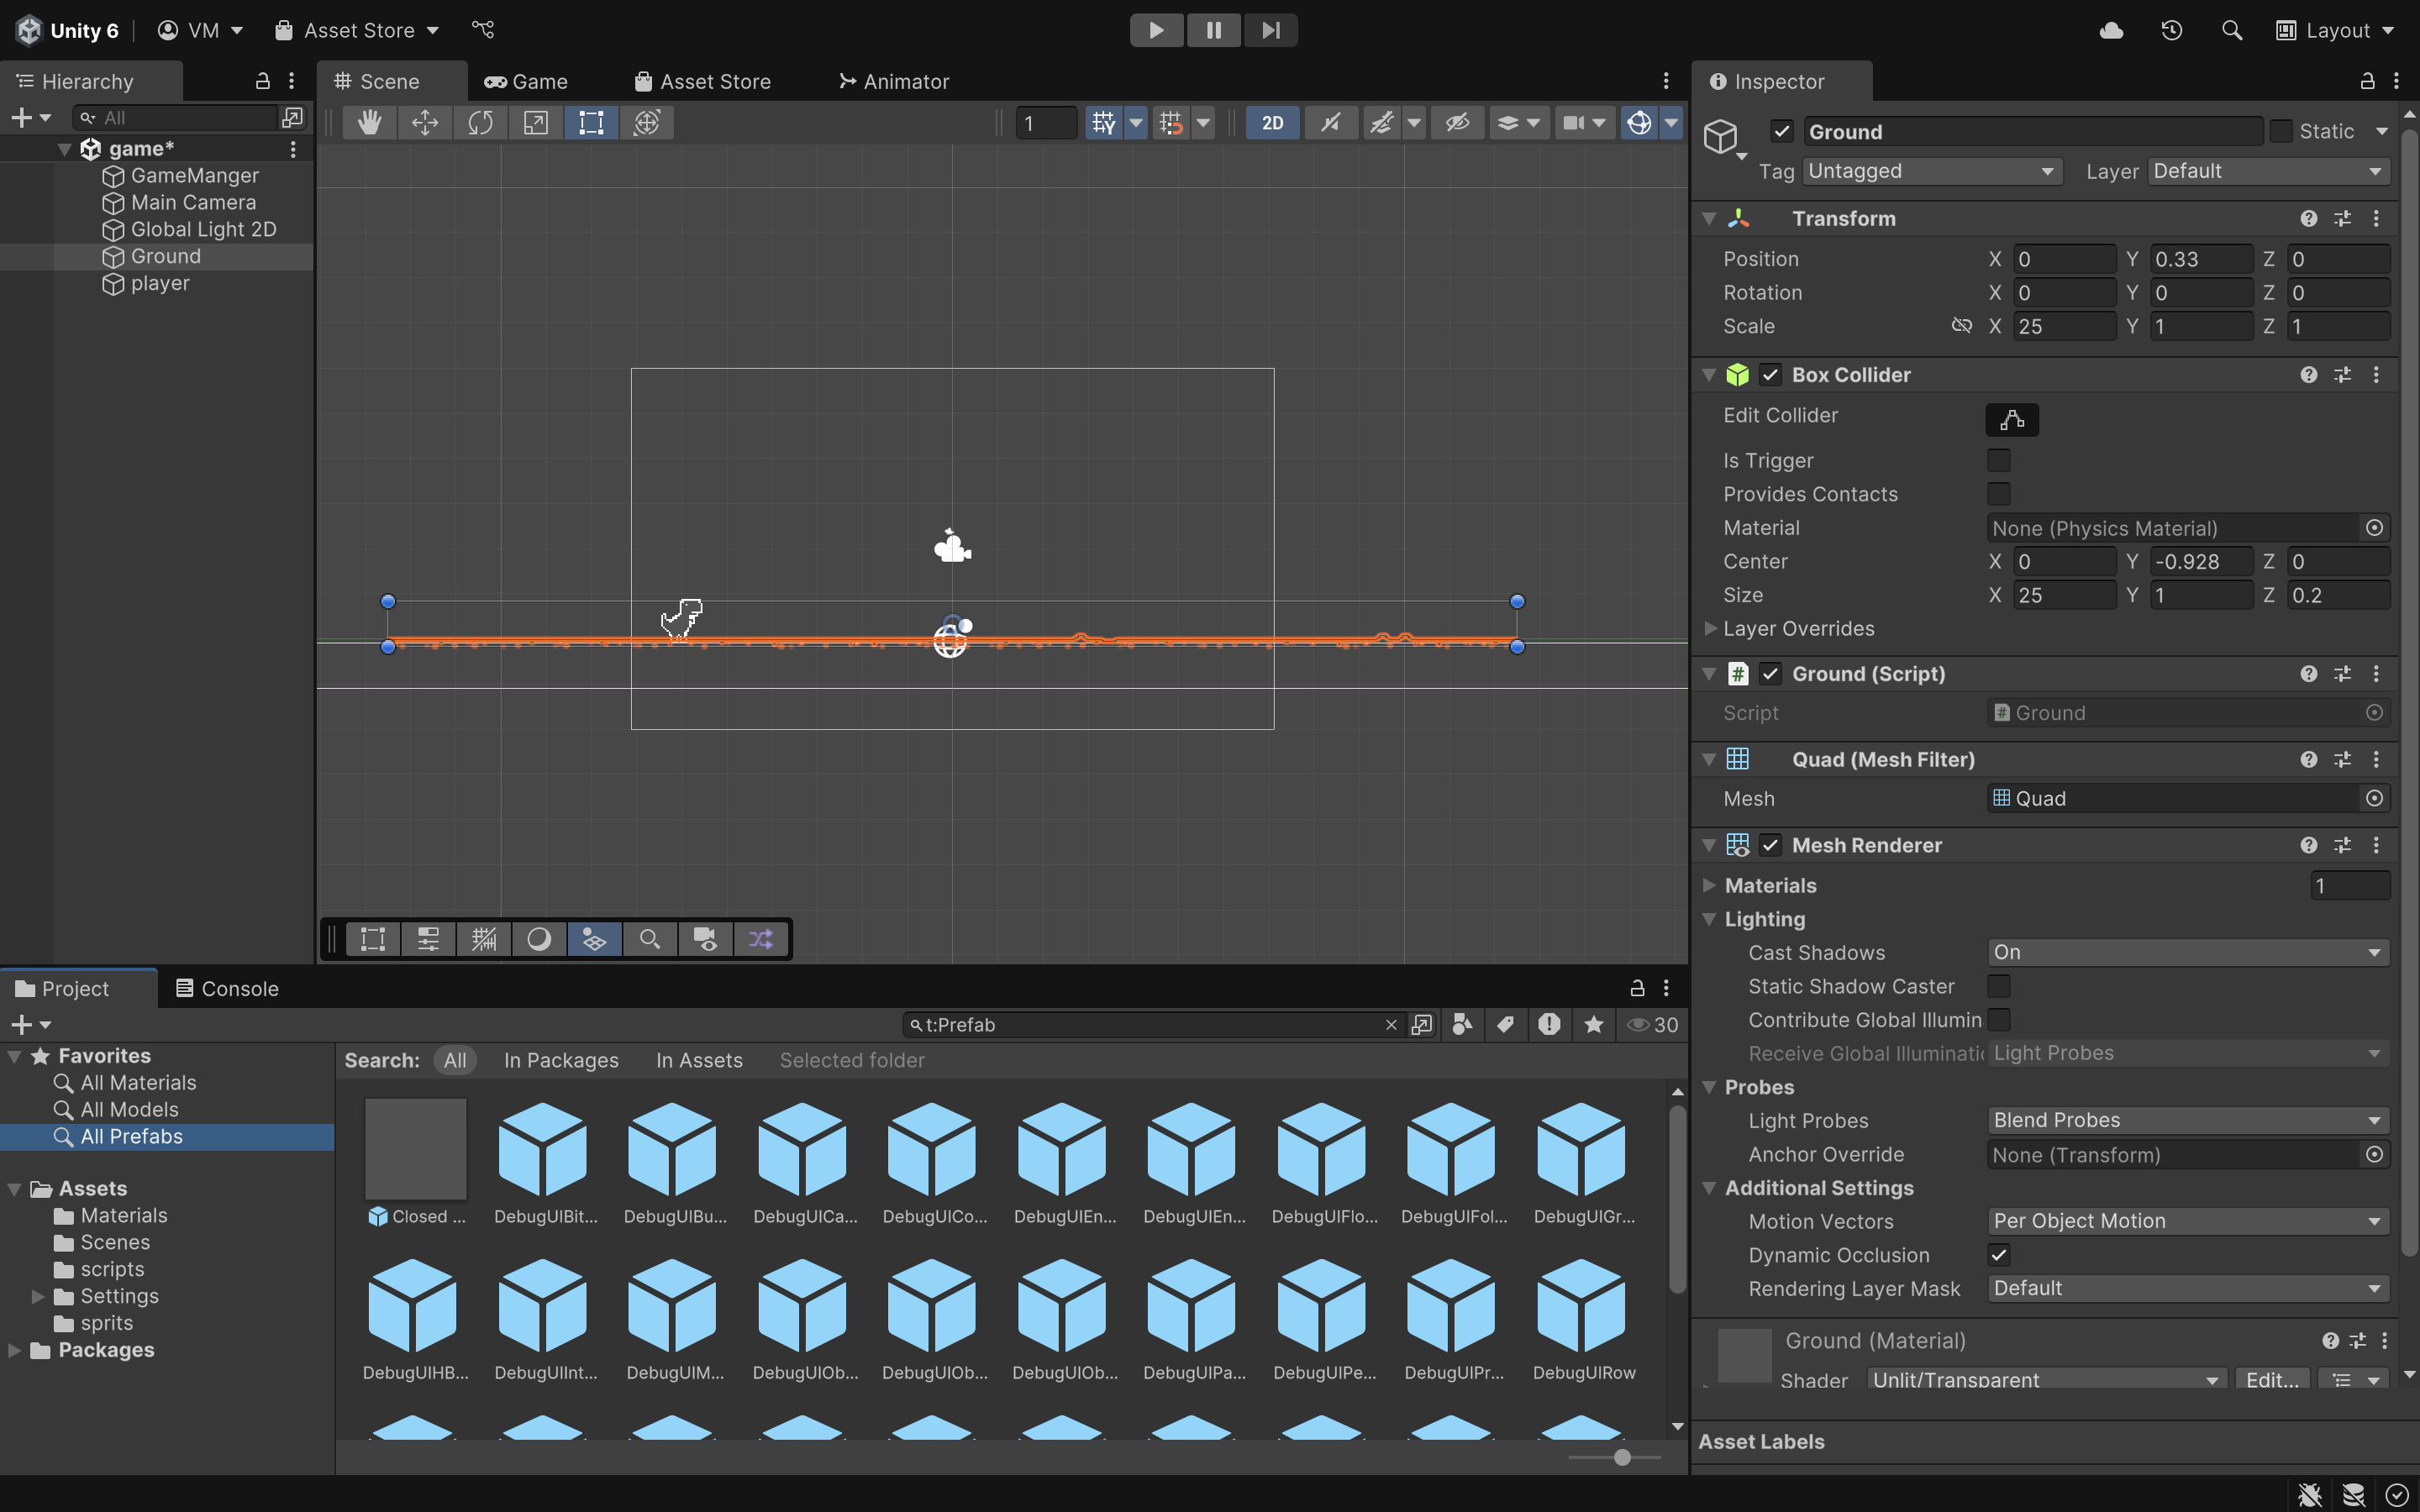 Unity 6 VM Asset Store Layout
Hierarchy
All
game*
GameManger
Main Camera
Global Light 2D
Ground
player
Scene Game Asset Store Animator
1 2D
Project Console
t:Prefab
30
Favorites
All Materials
All Models
All Prefabs
Assets
Materials
Scenes
scripts
Settings
sprits
Packages
Search: All In Packages In Assets Selected folder
Closed ... DebugUIBit... DebugUIBu... DebugUICa... DebugUICo... DebugUIEn... DebugUIEn... DebugUIFlo... DebugUIFol... DebugUIGr...
DebugUIHB... DebugUIInt... DebugUIM... DebugUIOb... DebugUIOb... DebugUIOb... DebugUIPa... DebugUIPe... DebugUIPr... DebugUIRow
Inspector
Ground Static
Tag Untagged Layer Default
Transform
Position X 0 Y 0.33 Z 0
Rotation X 0 Y 0 Z 0
Scale X 25 Y 1 Z 1
Box Collider
Edit Collider
Is Trigger
Provides Contacts
Material None (Physics Material)
Center X 0 Y -0.928 Z 0
Size X 25 Y 1 Z 0.2
Layer Overrides
# Ground (Script)
Script # Ground
Quad (Mesh Filter)
Mesh Quad
Mesh Renderer
Materials 1
Lighting
Cast Shadows On
Static Shadow Caster
Contribute Global Illumin
Receive Global Illuminati Light Probes
Probes
Light Probes Blend Probes
Anchor Override None (Transform)
Additional Settings
Motion Vectors Per Object Motion
Dynamic Occlusion
Rendering Layer Mask Default
Ground (Material)
Shader Unlit/Transparent Edit...
Asset Labels